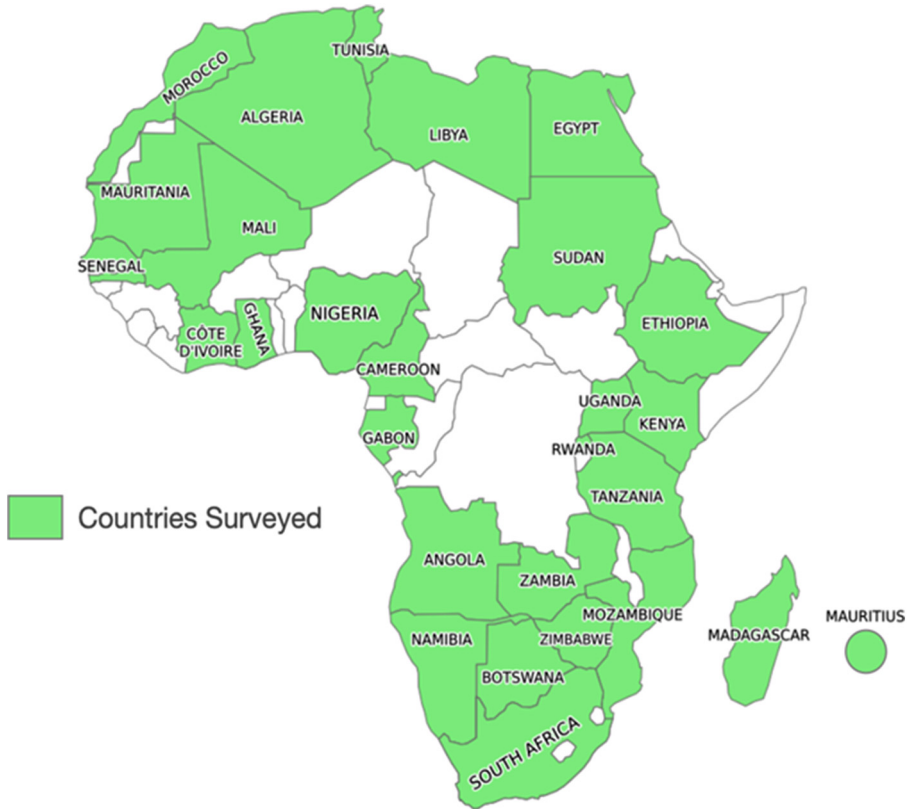 TUNISIA
MOROCCO
ALGERIA
LIBYA
EGYPT
MAURITANIA
MALI
SENEGAL
SUDAN
NIGERIA
GHANA
CÔTE
D'IVOIRE
ETHIOPIA
CAMEROON
UGANDA
KENYA
GABON
RWANDA
TANZANIA
Countries Surveyed
ANGOLA
ZAMBIA
MOZAMBIQUE
MAURITIUS
NAMIBIA
ZIMBABWE
MADAGASCAR
BOTSWANA
SOUTH AFRICA